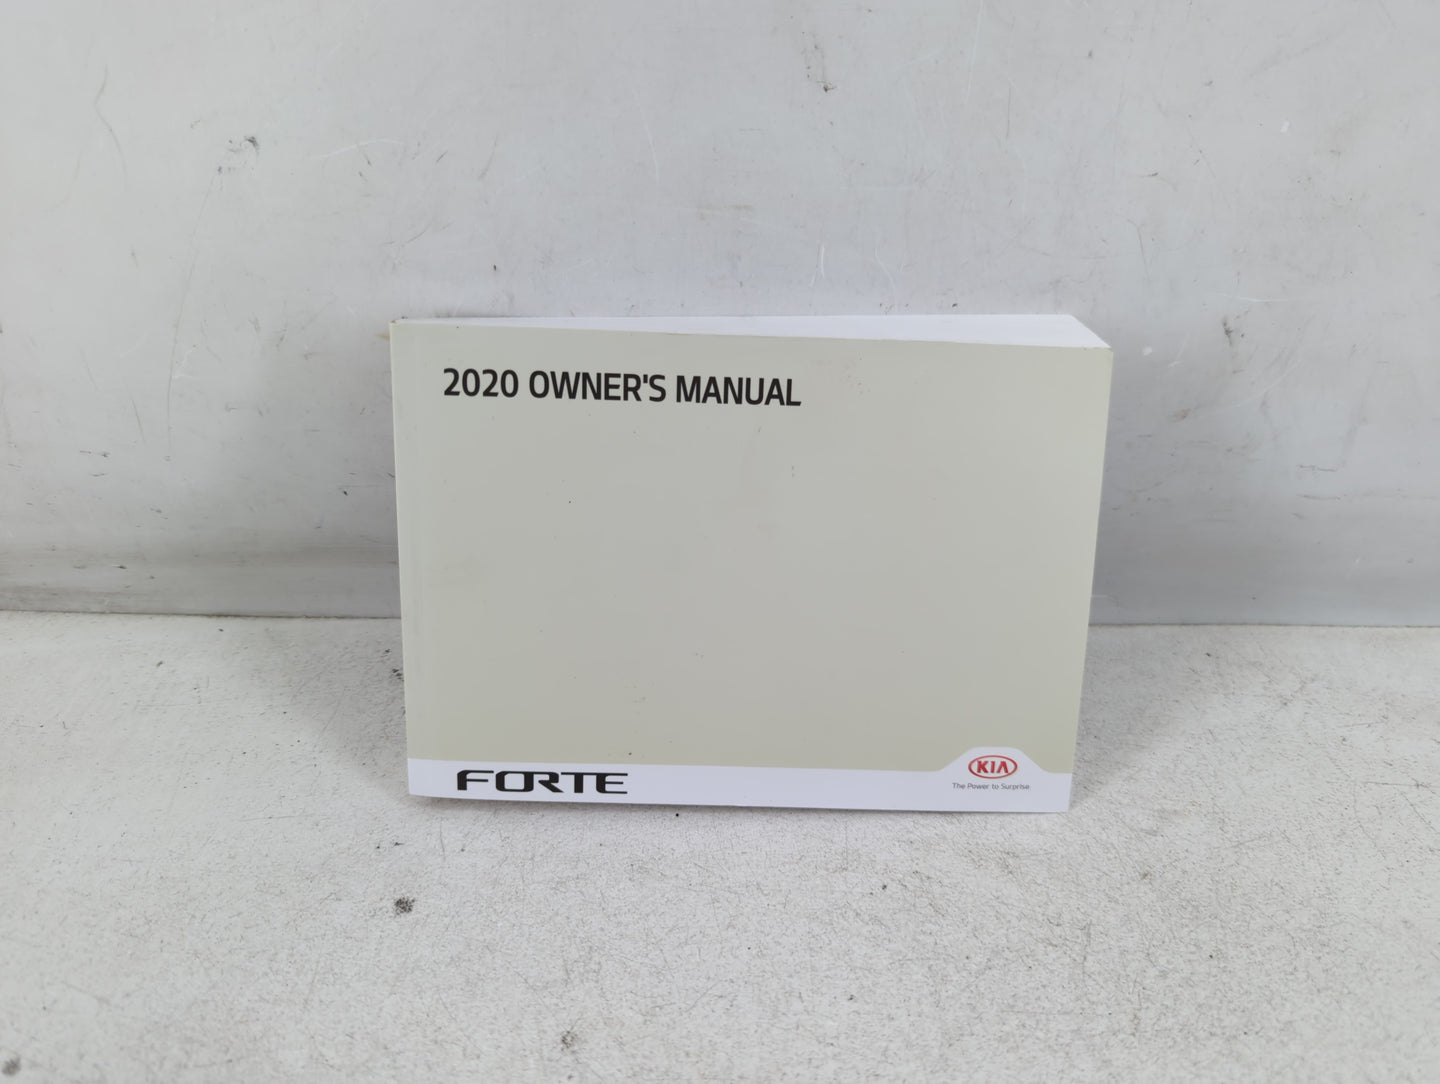 2020 OWNER'S MANUAL
FORTE
KIA
The Power to Surprise